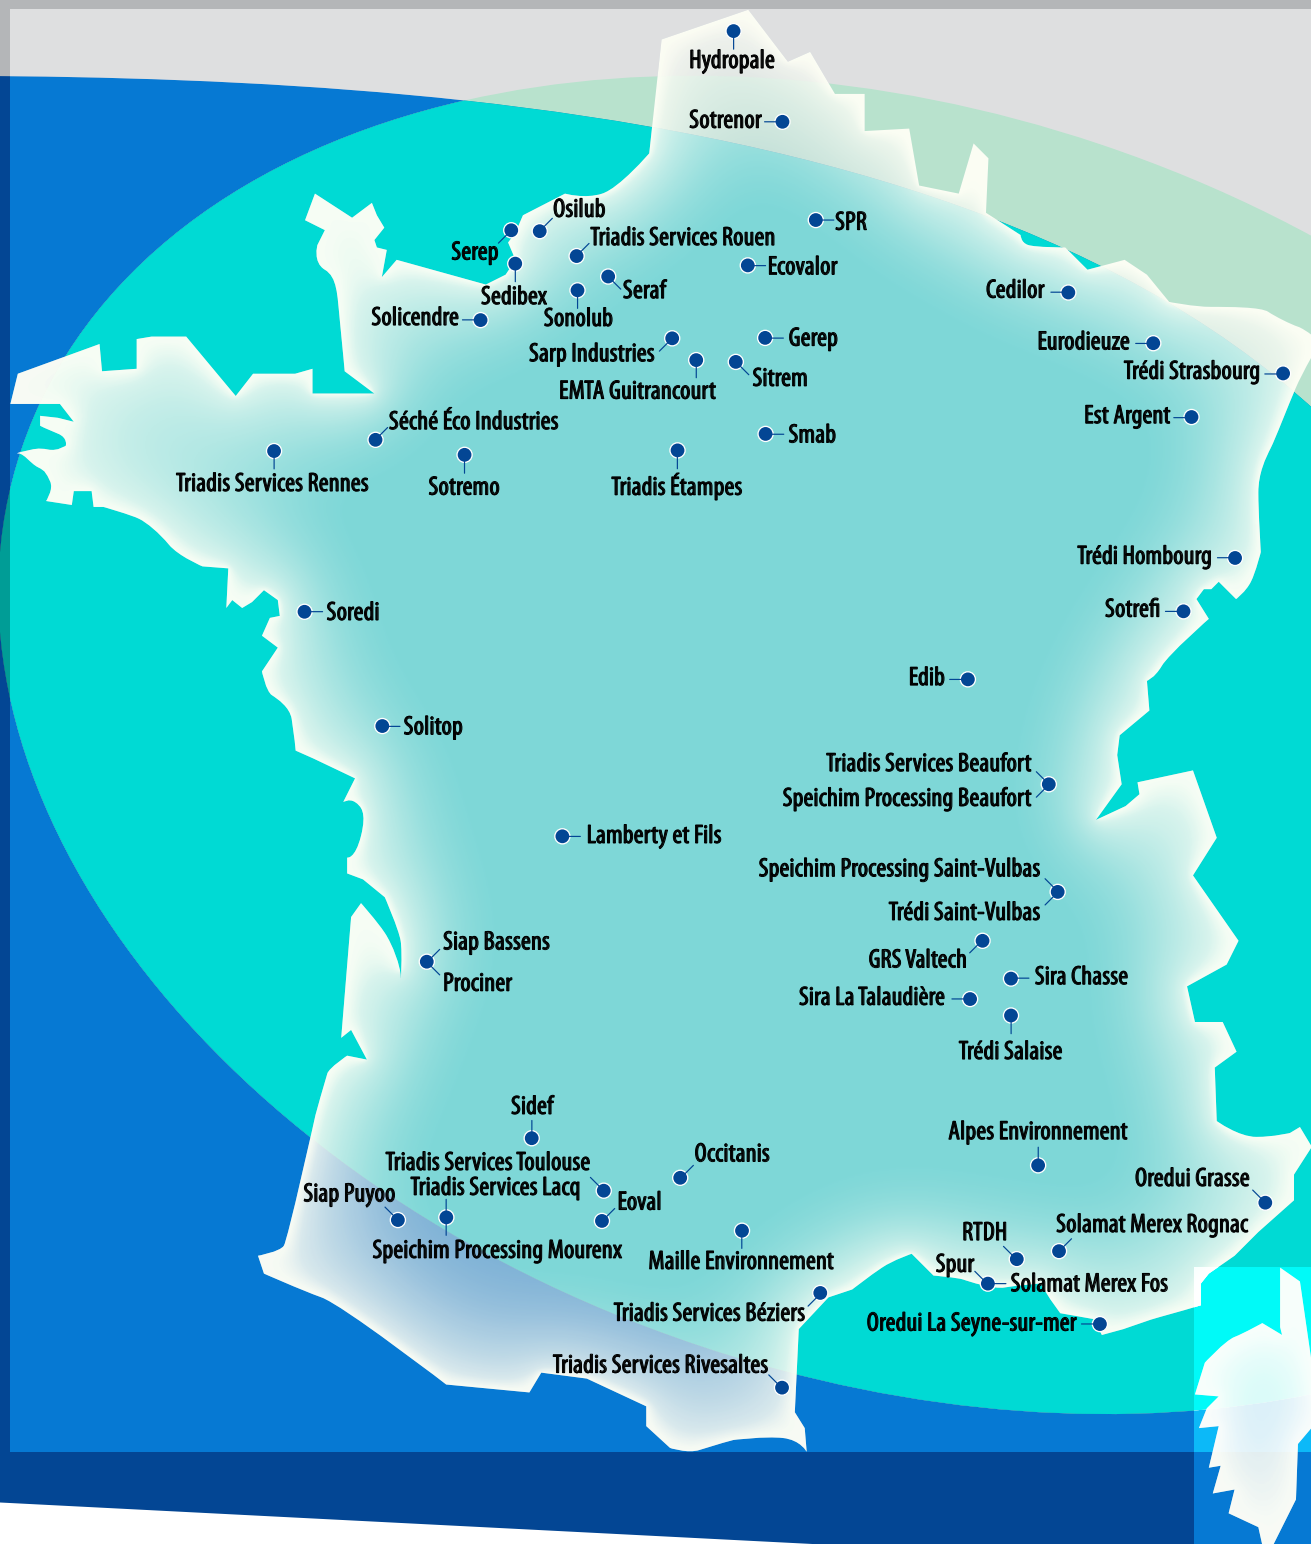 Hydropale
Sotrenor
Osilub
SPR
Triadis Services Rouen
Serep
Ecovalor
Seraf
Cedilor
Sedibex
Solicendre
Sonolub
Gerep
Eurodieuze
Sarp Industries
Trédi Strasbourg
Sitrem
EMTA Guitrancourt
Est Argent
Séché Éco Industries
Smab
Triadis Services Rennes
Sotremo
Triadis Étampes
Trédi Hombourg
Sotrefi
Soredi
Edib
Solitop
Triadis Services Beaufort
Speichim Processing Beaufort
Lamberty et Fils
Speichim Processing Saint-Vulbas
Trédi Saint-Vulbas
Siap Bassens
GRS Valtech
Sira Chasse
Prociner
Sira La Talaudière
Trédi Salaise
Sidef
Alpes Environnement
Occitanis
Triadis Services Toulouse
Oredui Grasse
Triadis Services Lacq
Siap Puyoo
Eoval
Solamat Merex Rognac
RTDH
Speichim Processing Mourenx
Maille Environnement
Spur
Solamat Merex Fos
Triadis Services Béziers
Oredui La Seyne-sur-mer
Triadis Services Rivesaltes